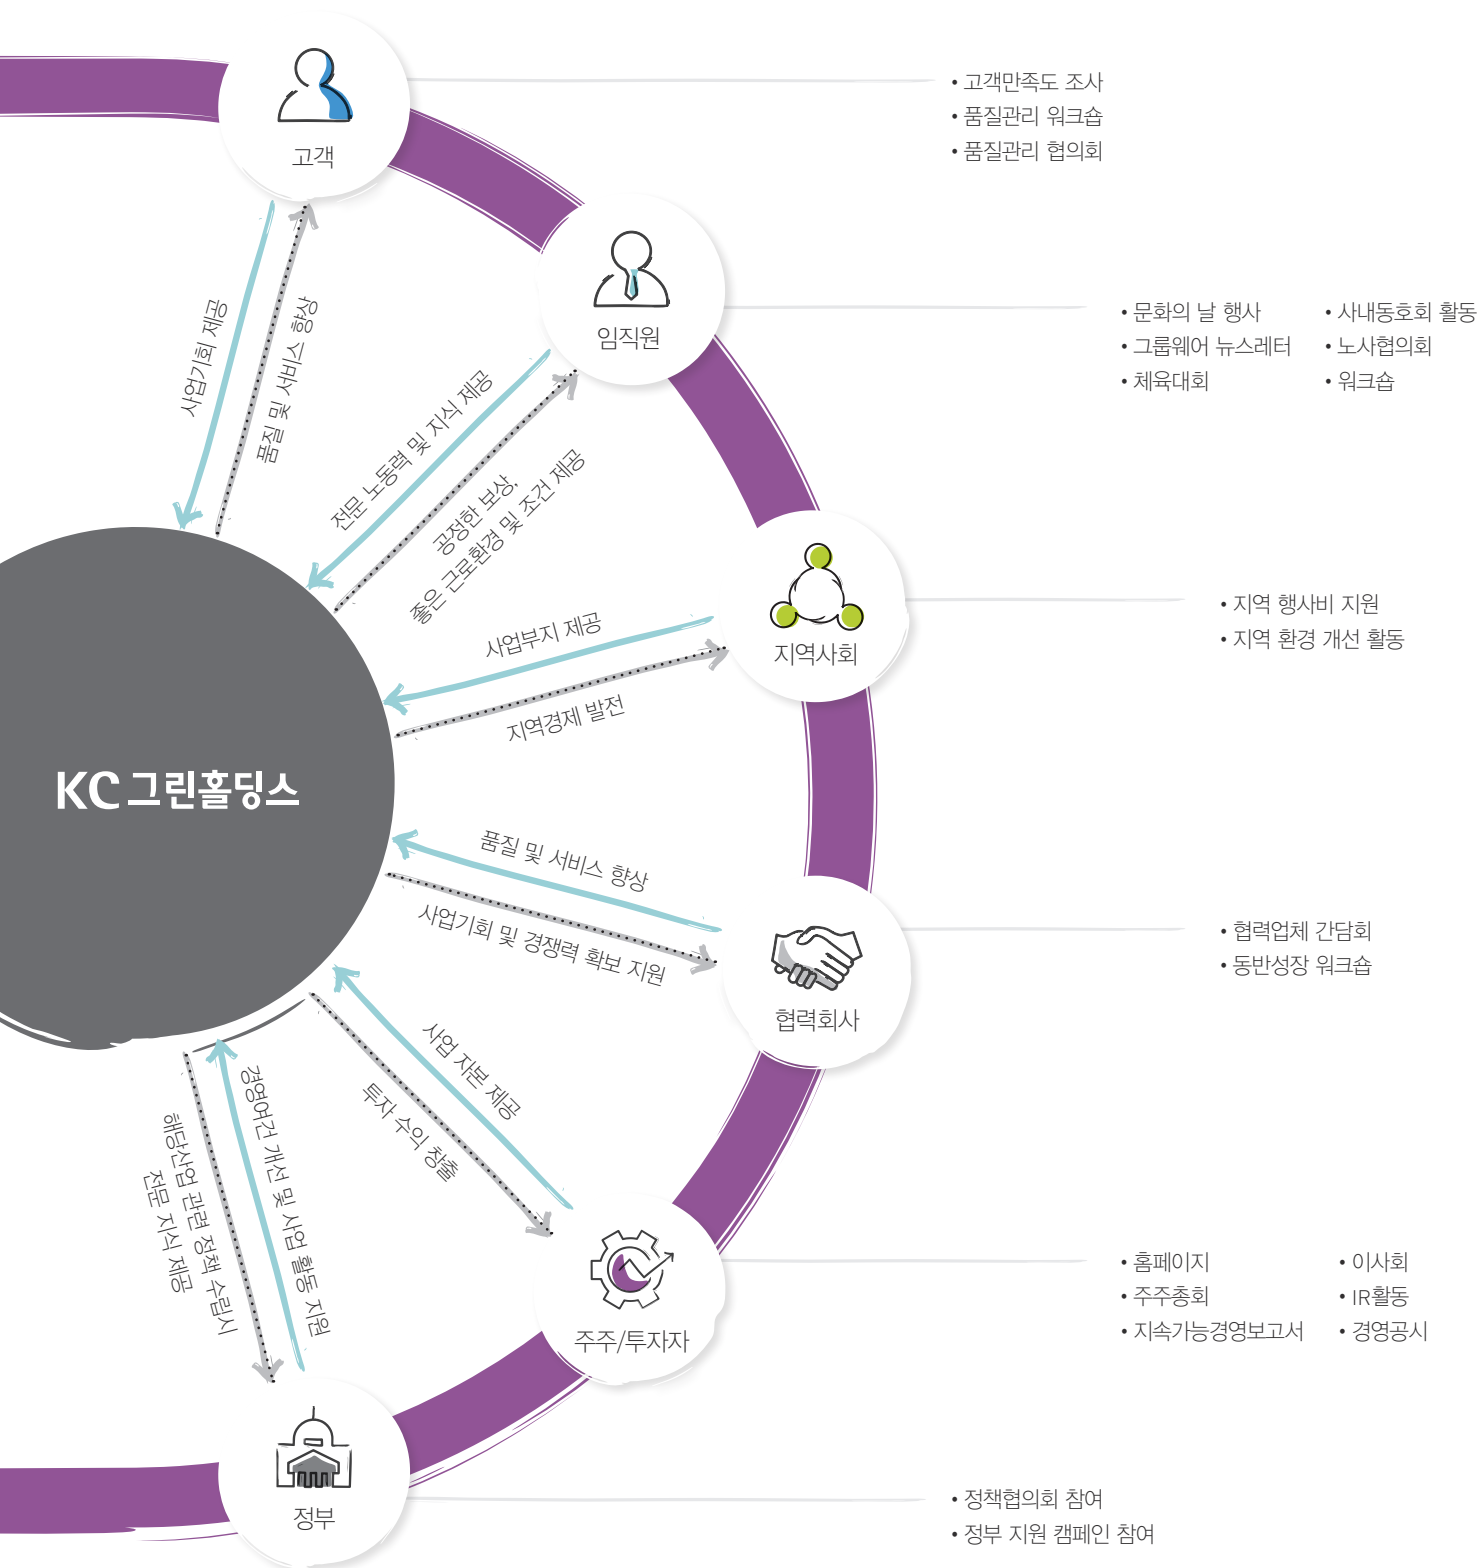 고객
• 고객만족도 조사
• 품질관리 워크숍
• 품질관리 협의회
사업기회 제공
품질 및 서비스 향상
임직원
• 문화의 날 행사
• 그룹웨어 뉴스레터
• 체육대회
• 사내동호회 활동
• 노사협의회
• 워크숍
전문 노동력 및 지식 제공
공정한 보상,
좋은 근로환경 및 조건 제공
지역사회
• 지역 행사비 지원
• 지역 환경 개선 활동
사업부지 제공
지역경제 발전
KC그린홀딩스
품질 및 서비스 향상
사업기회 및 경쟁력 확보 지원
협력회사
• 협력업체 간담회
• 동반성장 워크숍
사업 자본 제공
투자 수익 창출
주주/투자자
• 홈페이지
• 주주총회
• 지속가능경영보고서
• 이사회
• IR활동
• 경영공시
경영여건 개선 및 사업 활동 지원
해당산업 관련 정책 수립시
전문 지식 제공
정부
• 정책협의회 참여
• 정부 지원 캠페인 참여